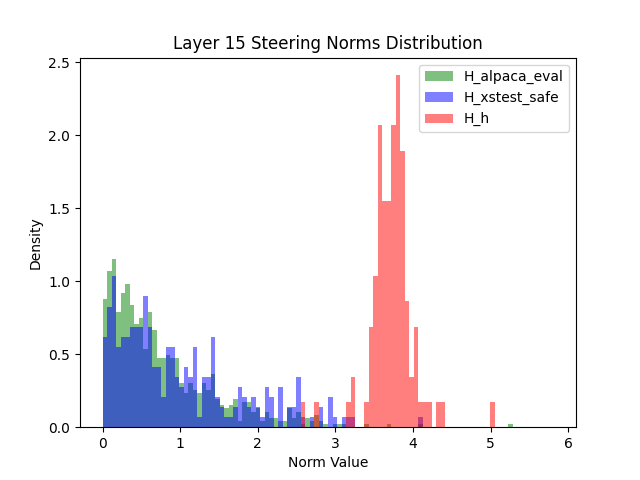 Layer 15 Steering Norms Distribution
H_alpaca_eval
H_xstest_safe
H_h
2.5
2.0
1.5
1.0
0.5
0.0
Density
0 1 2 3 4 5 6
Norm Value